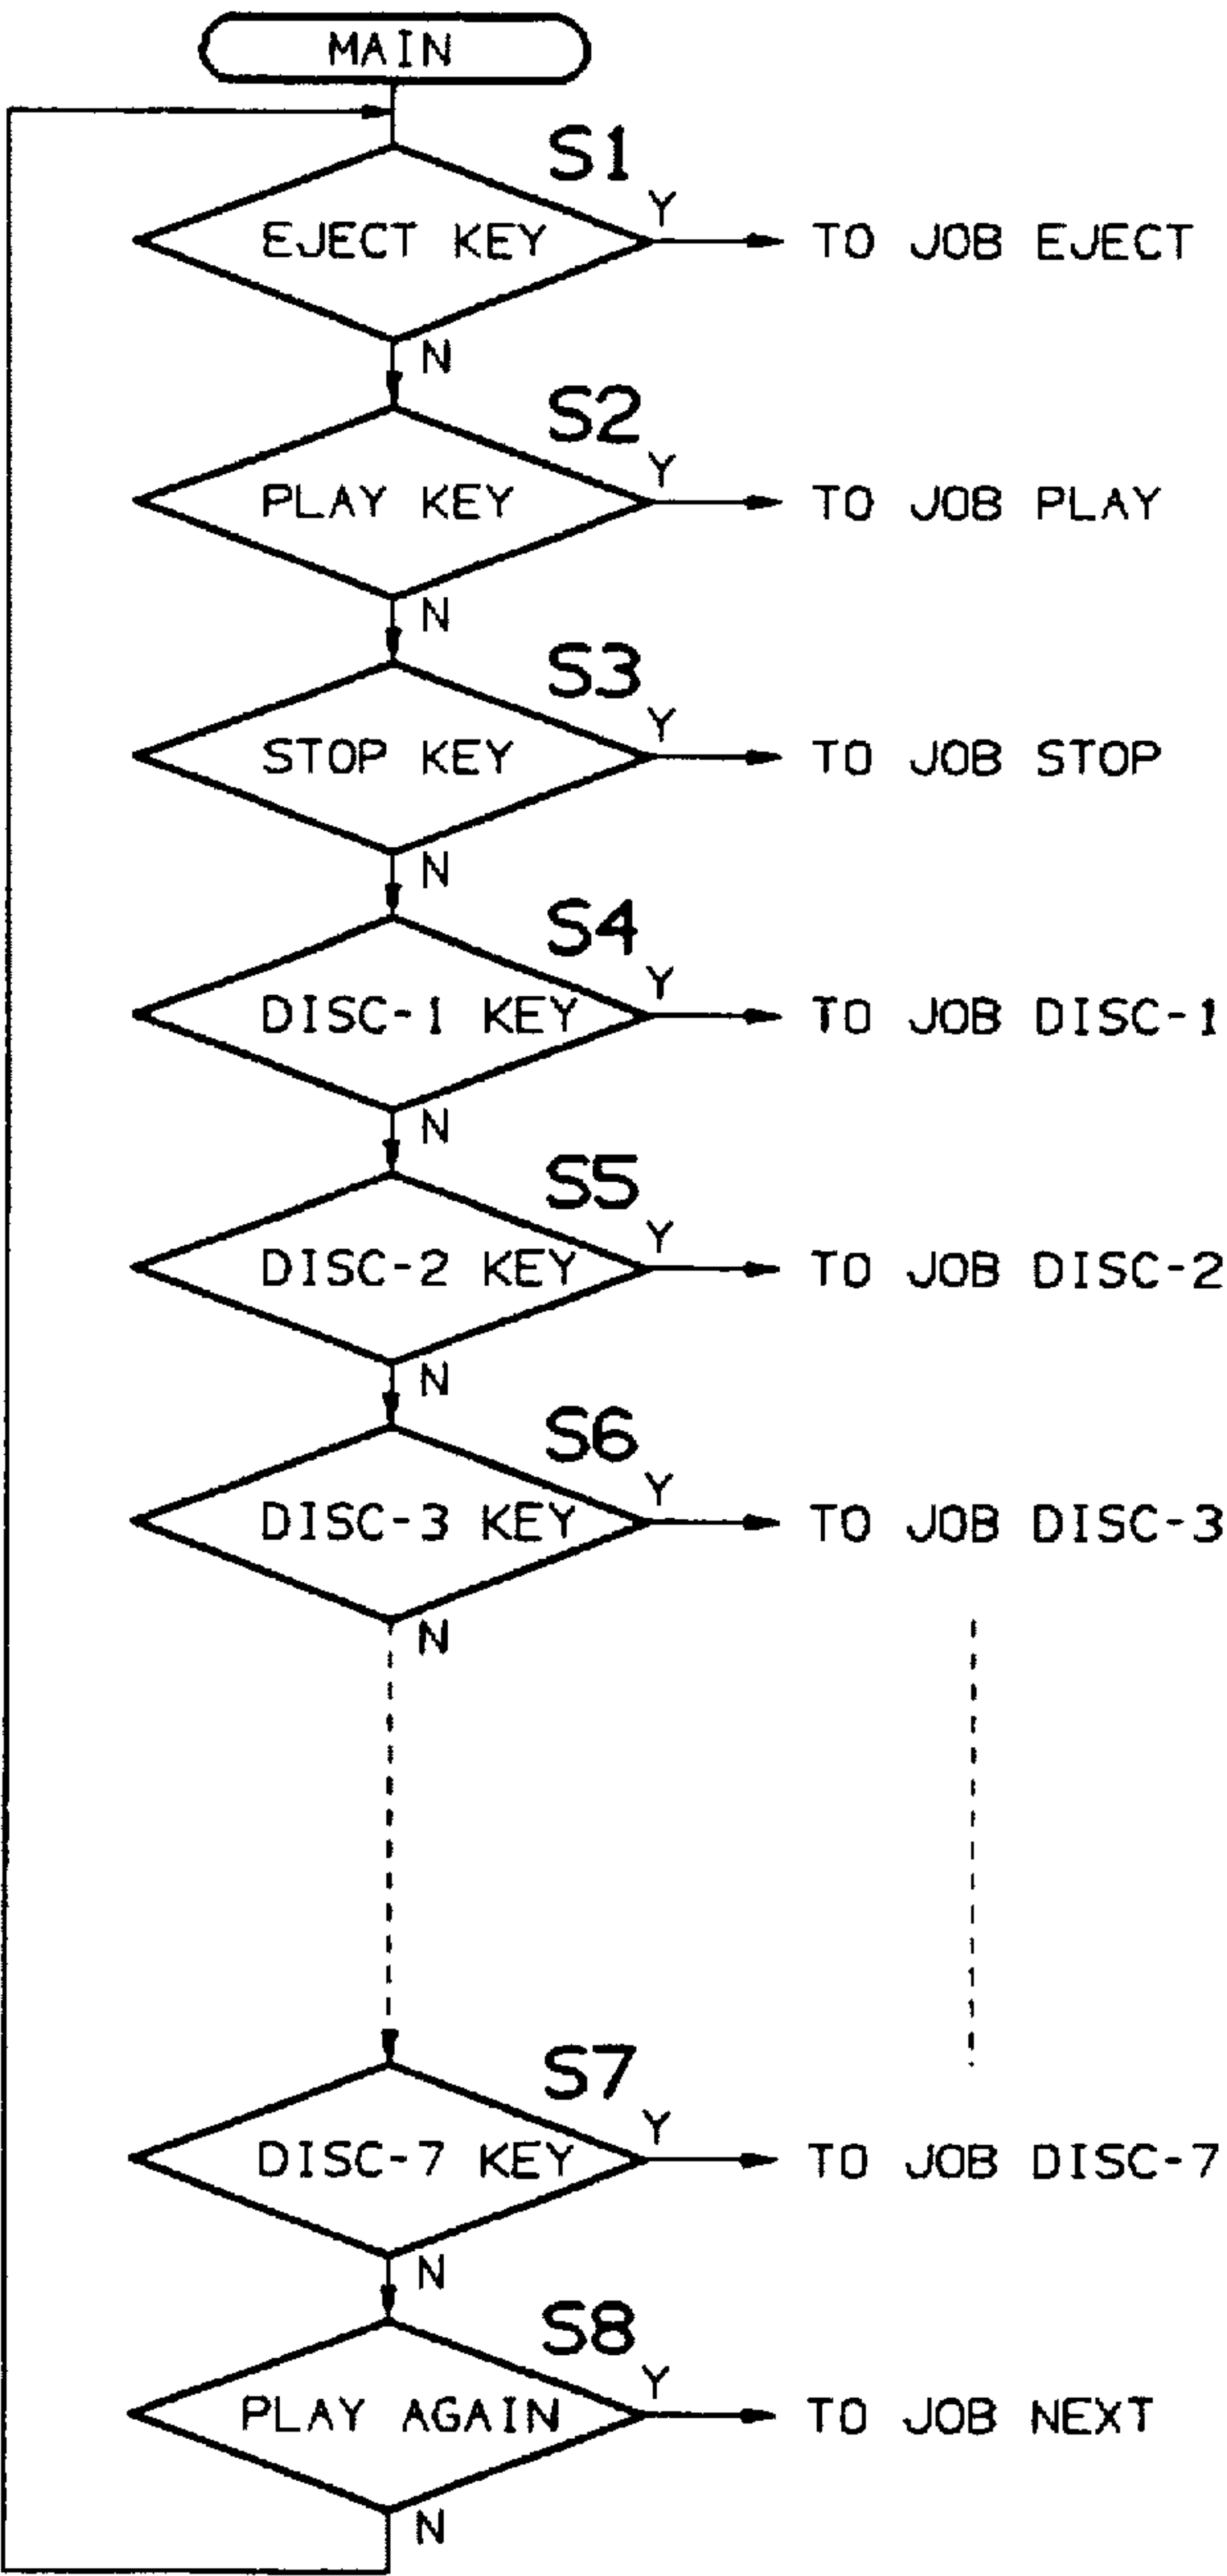 MAIN
S1
Y
EJECT KEY
TO JOB EJECT
N
S2
Y
PLAY KEY
TO JOB PLAY
N
S3
Y
STOP KEY
TO JOB STOP
N
S4
Y
DISC-1 KEY
TO JOB DISC-1
N
S5
Y
DISC-2 KEY
TO JOB DISC-2
N
S6
Y
DISC-3 KEY
TO JOB DISC-3
N
S7
Y
DISC-7 KEY
TO JOB DISC-7
N
S8
Y
PLAY AGAIN
TO JOB NEXT
N